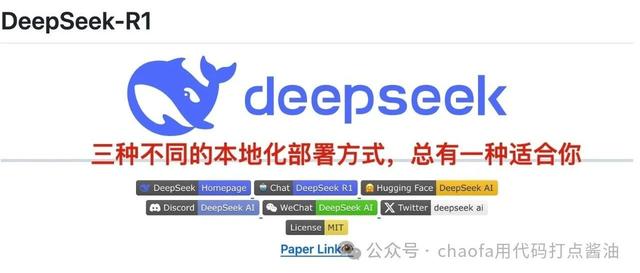 DeepSeek-R1
deepseek
三种不同的本地化部署方式，总有一种适合你
DeepSeek Homepage Chat DeepSeek R1 Hugging Face DeepSeek AI
Discord DeepSeek AI WeChat DeepSeek AI Twitter deepseek_ai
License MIT
Paper Link 公众号 · chaofa用代码打点酱油